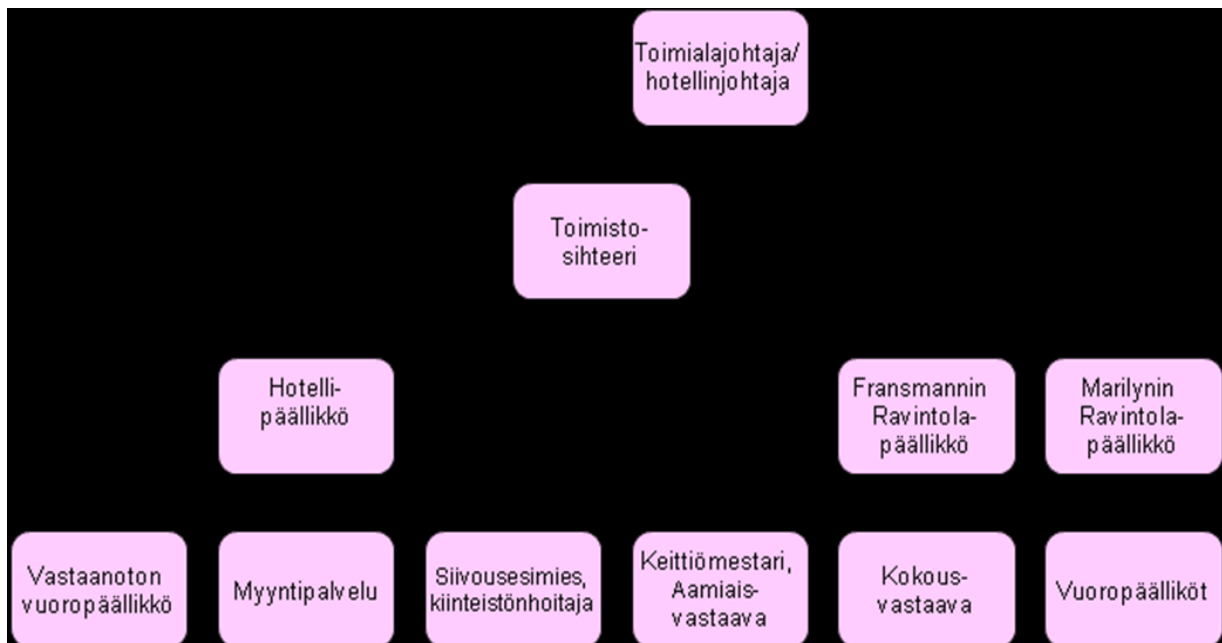 Toimialajohtaja/
hotellinjohtaja
Toimisto-
sihteeri
Hotelli-
päällikkö
Fransmannin
Ravintola-
päällikkö
Marilynin
Ravintola-
päällikkö
Vastaanoton
vuoropäällikkö
Myyntipalvelu
Siivousesimies,
kiinteistönhoitaja
Keittiömestari,
Aamiais-
vastaava
Kokous-
vastaava
Vuoropäälliköt